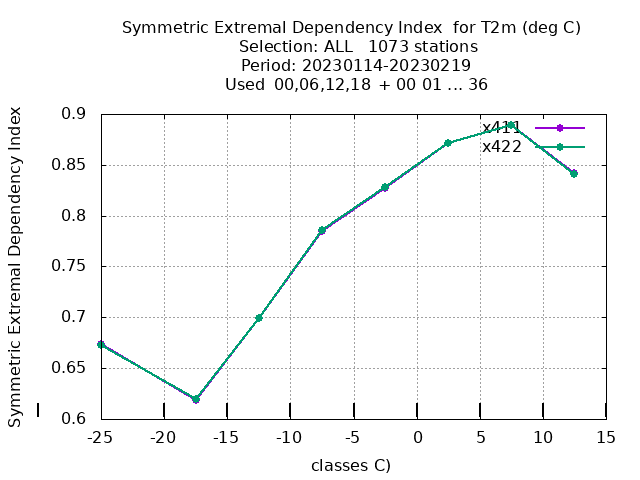 Symmetric Extremal Dependency Index for T2m (deg C)
Selection: ALL 1073 stations
Period: 20230114-20230219
Used 00,06,12,18 + 00 01 ... 36
Symmetric Extremal Dependency Index
0.9
0.85
0.8
0.75
0.7
0.65
0.6
x411
x422
-25 -20 -15 -10 -5 0 5 10 15
classes C)